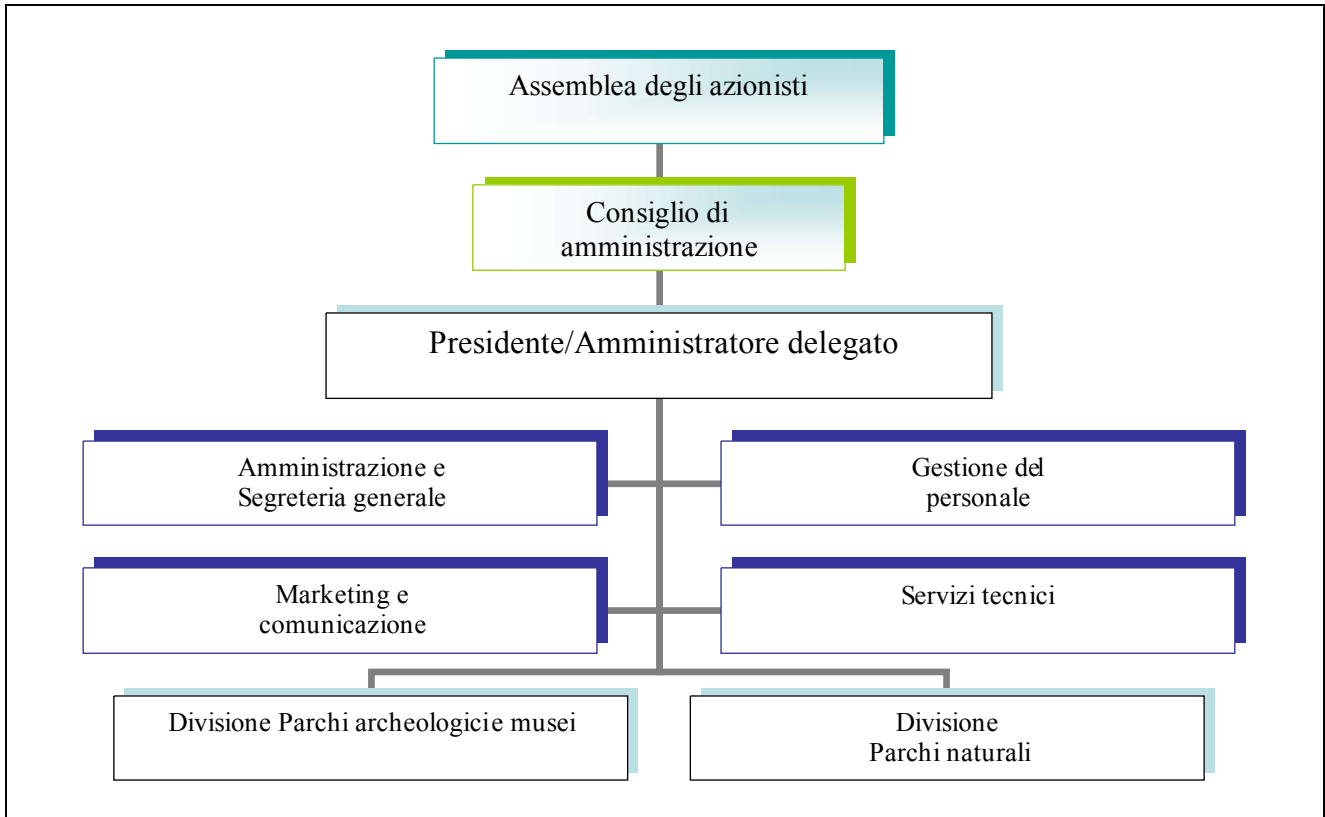 Assemblea degli azionisti
Consiglio di
amministrazione
Presidente/Amministratore delegato
Amministrazione e
Segreteria generale
Gestione del
personale
Marketing e
comunicazione
Servizi tecnici
Divisione Parchi archeologicie musei
Divisione
Parchi naturali